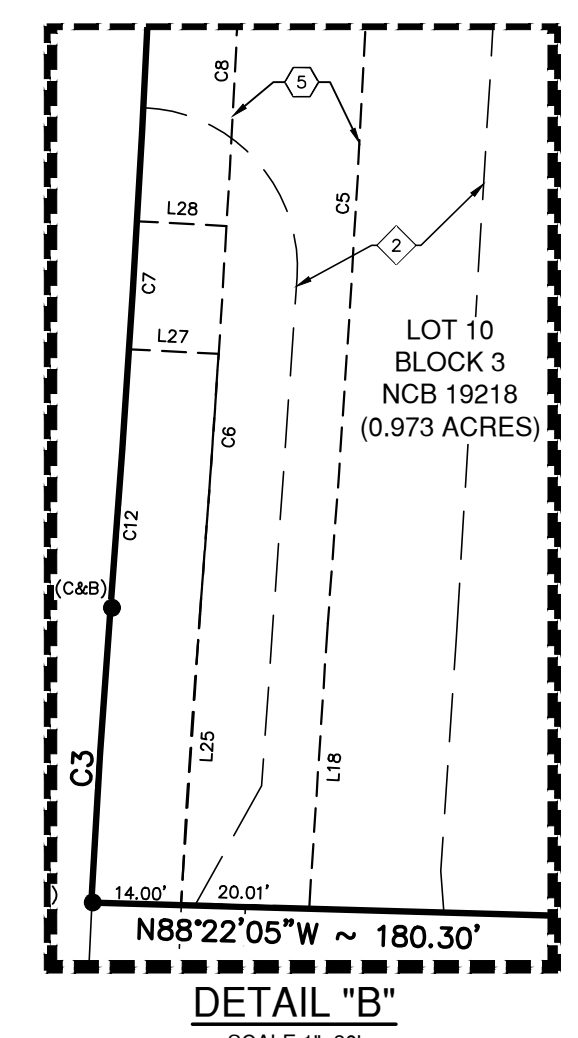 C8
5
L28
C5
2
C7
LOT 10
BLOCK 3
NCB 19218
(0.973 ACRES)
L27
C6
C12
(C&B)
L25
L18
C3
)
14.00'
20.01'
N88°22'05"W ~ 180.30'
DETAIL "B"